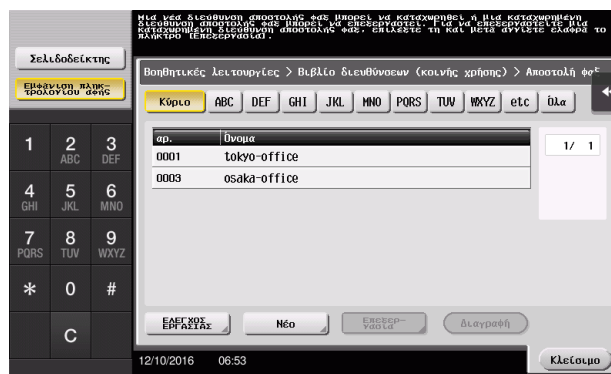 Μια νέα διεύθυνση αποστολής φαξ μπορεί να καταχωρηθεί ή μια καταχωρημένη
διεύθυνση αποστολής φαξ μπορεί να επεξεργαστεί. Για να επεξεργαστείτε μια
καταχωρημένη διεύθυνση αποστολής φαξ, επιλέξτε τη και μετά αγγίξτε ελαφρά το
πλήκτρο [Επεξεργασία].
Σελιδοδείκτης
Εμφάνιση πληκ-
τρολογίου αφής
Βοηθητικές λειτουργίες > Βιβλίο διευθύνσεων (κοινής χρήσης) > Αποστολή φαξ
Κύριο ABC DEF GHI JKL MNO PQRS TUV WXYZ etc Όλα
αρ. Όνομα
0001 tokyo-office
0003 osaka-office
1/ 1
1 2 3
ABC DEF
4 5 6
GHI JKL MNO
7 8 9
PQRS TUV WXYZ
* 0 #
C
ΕΛΕΓΧΟΣ
ΕΡΓΑΣΙΑΣ
Νέο
Επεξερ-
γασία
Διαγραφή
12/10/2016 06:53
Κλείσιμο